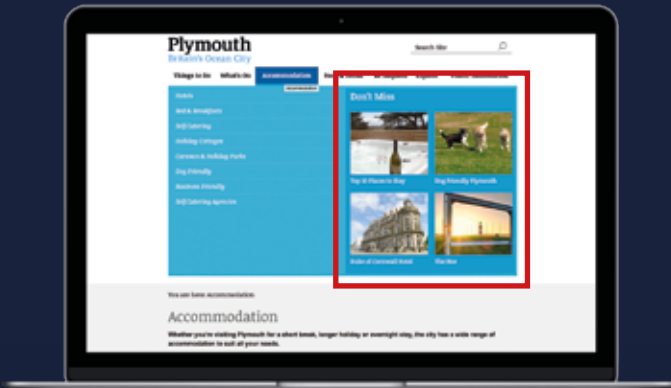 Plymouth
Britain's Ocean City
Search Site
Things to Do What's On Accommodation
Accommodation
Hotels
Bed & Breakfasts
Self Catering
Holiday Cottages
Caravan & Holiday Parks
Dog Friendly
Business Friendly
Self Catering Agencies
Don't Miss
Top 10 Places to Stay
Dog Friendly Plymouth
Duke of Cornwall Hotel
The Hoe
You are here: Accommodation
Accommodation
Whether you're visiting Plymouth for a short break, longer holiday or overnight stay, the city has a wide range of
accommodation to suit all your needs.